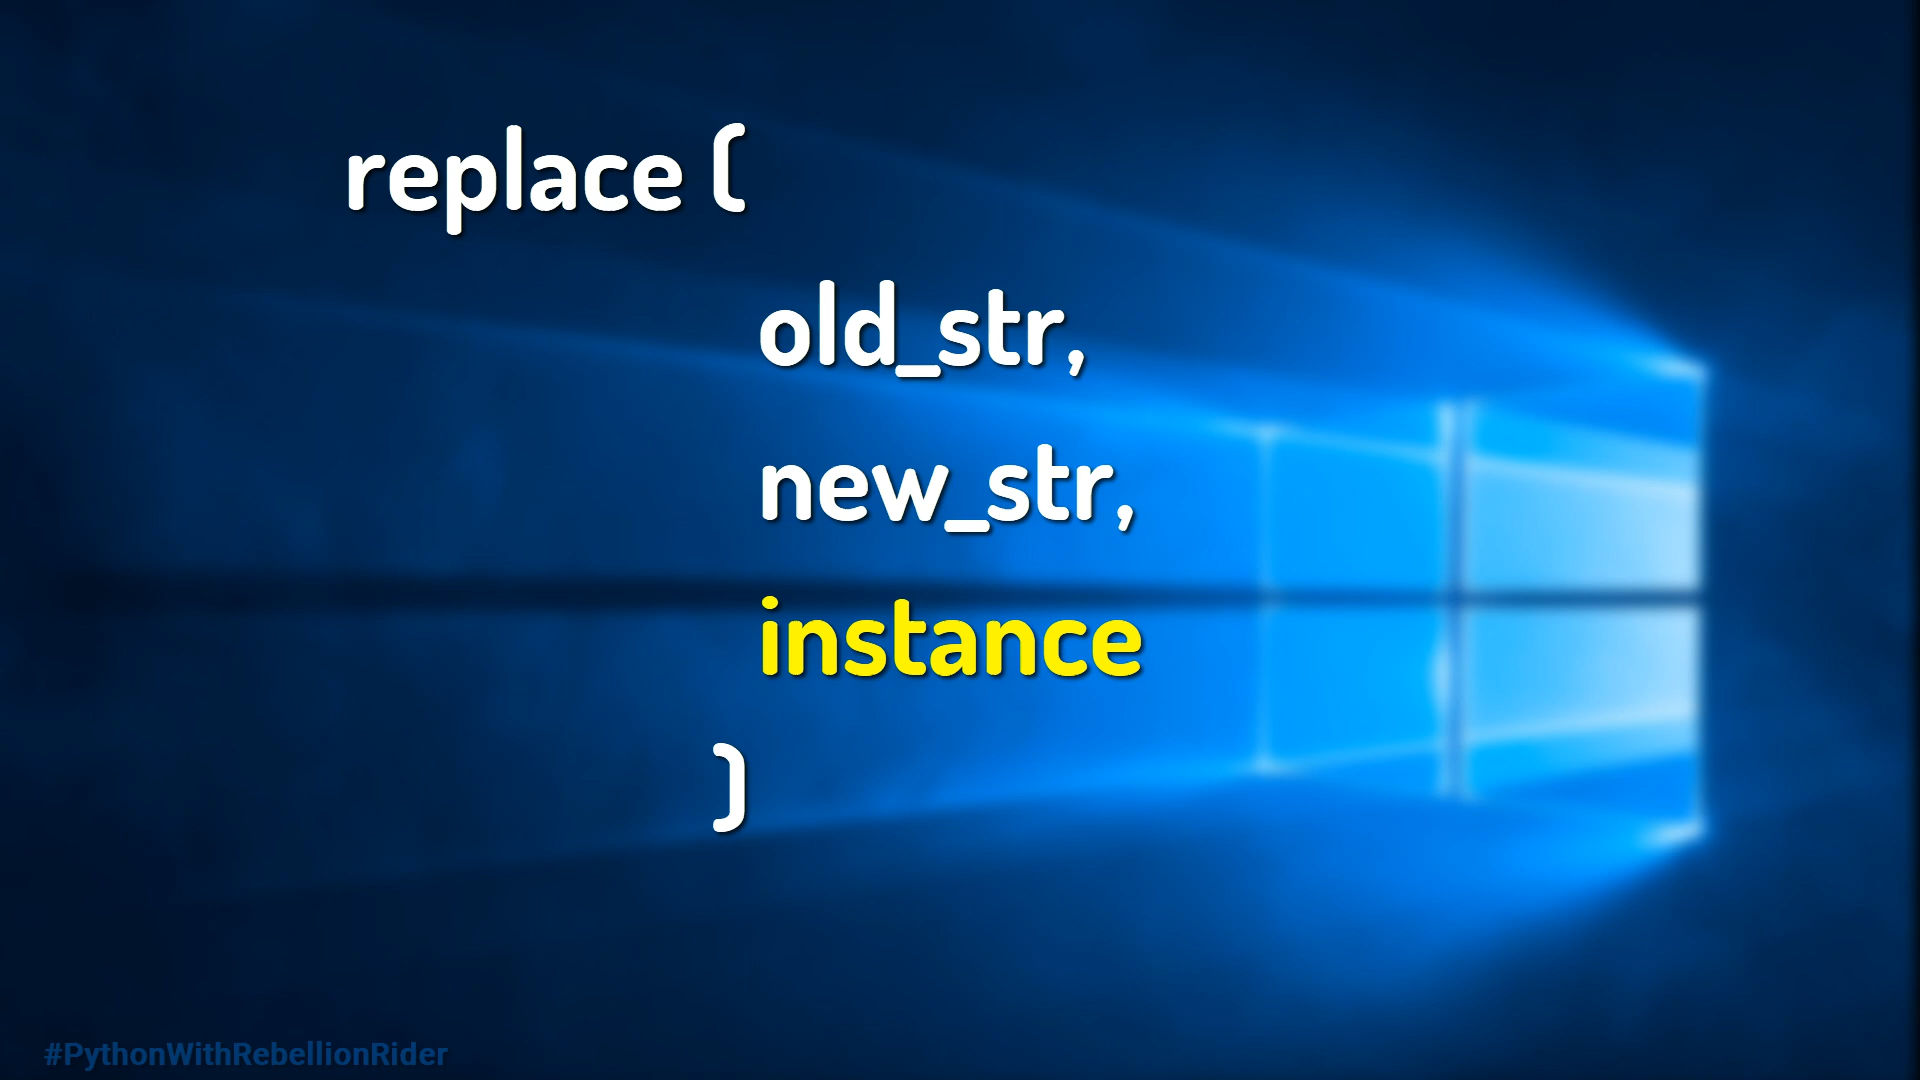 replace (
old_str,
new_str,
instance
)
#PythonWithRebellionRider